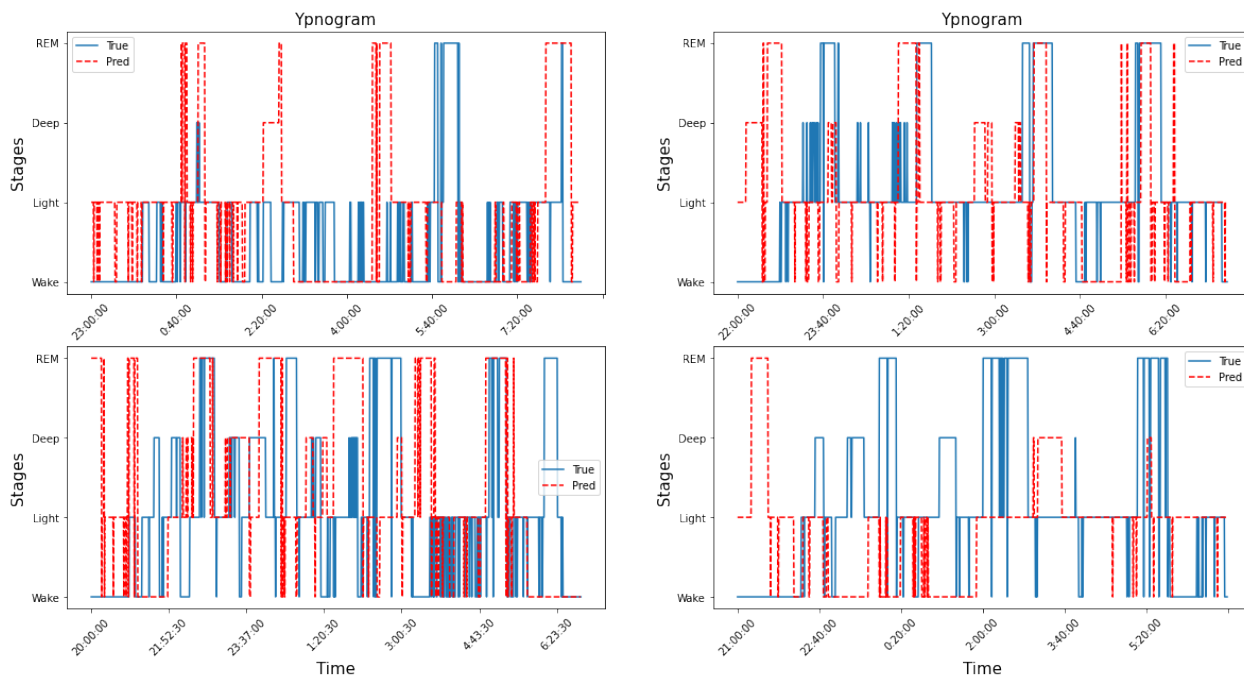 Ypnogram
REM
Deep
Light
Wake
Stages
True
Pred
23:00:00
0:40:00
2:20:00
4:00:00
5:40:00
7:20:00
Ypnogram
REM
Deep
Light
Wake
Stages
True
Pred
22:00:00
23:40:00
1:20:00
3:00:00
4:40:00
6:20:00
REM
Deep
Light
Wake
Stages
True
Pred
20:00:00
21:52:30
23:37:00
1:20:30
3:00:30
4:43:30
6:23:30
Time
REM
Deep
Light
Wake
Stages
True
Pred
21:00:00
22:40:00
0:20:00
2:00:00
3:40:00
5:20:00
Time